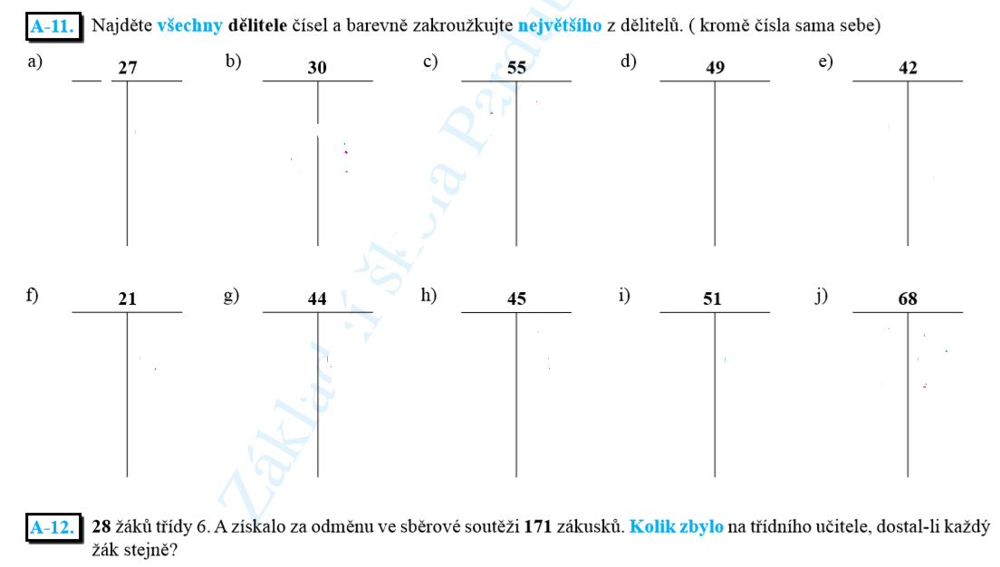 A-11. Najděte všechny dělitele čísel a barevně zakroužkujte největšího z dělitelů. ( kromě čísla sama sebe)
a) 27 b) 30 c) 55 d) 49 e) 42
f) 21 g) 44 h) 45 i) 51 j) 68
Základní škola Pardu
A-12. 28 žáků třídy 6. A získalo za odměnu ve sběrové soutěži 171 zákusků. Kolik zbylo na třídního učitele, dostal-li každý
žák stejně?